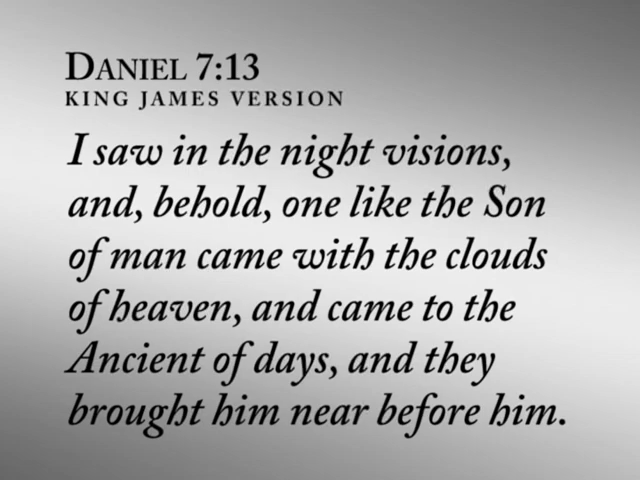 DANIEL 7:13
KING JAMES VERSION
I saw in the night visions,
and, behold, one like the Son
of man came with the clouds
of heaven, and came to the
Ancient of days, and they
brought him near before him.